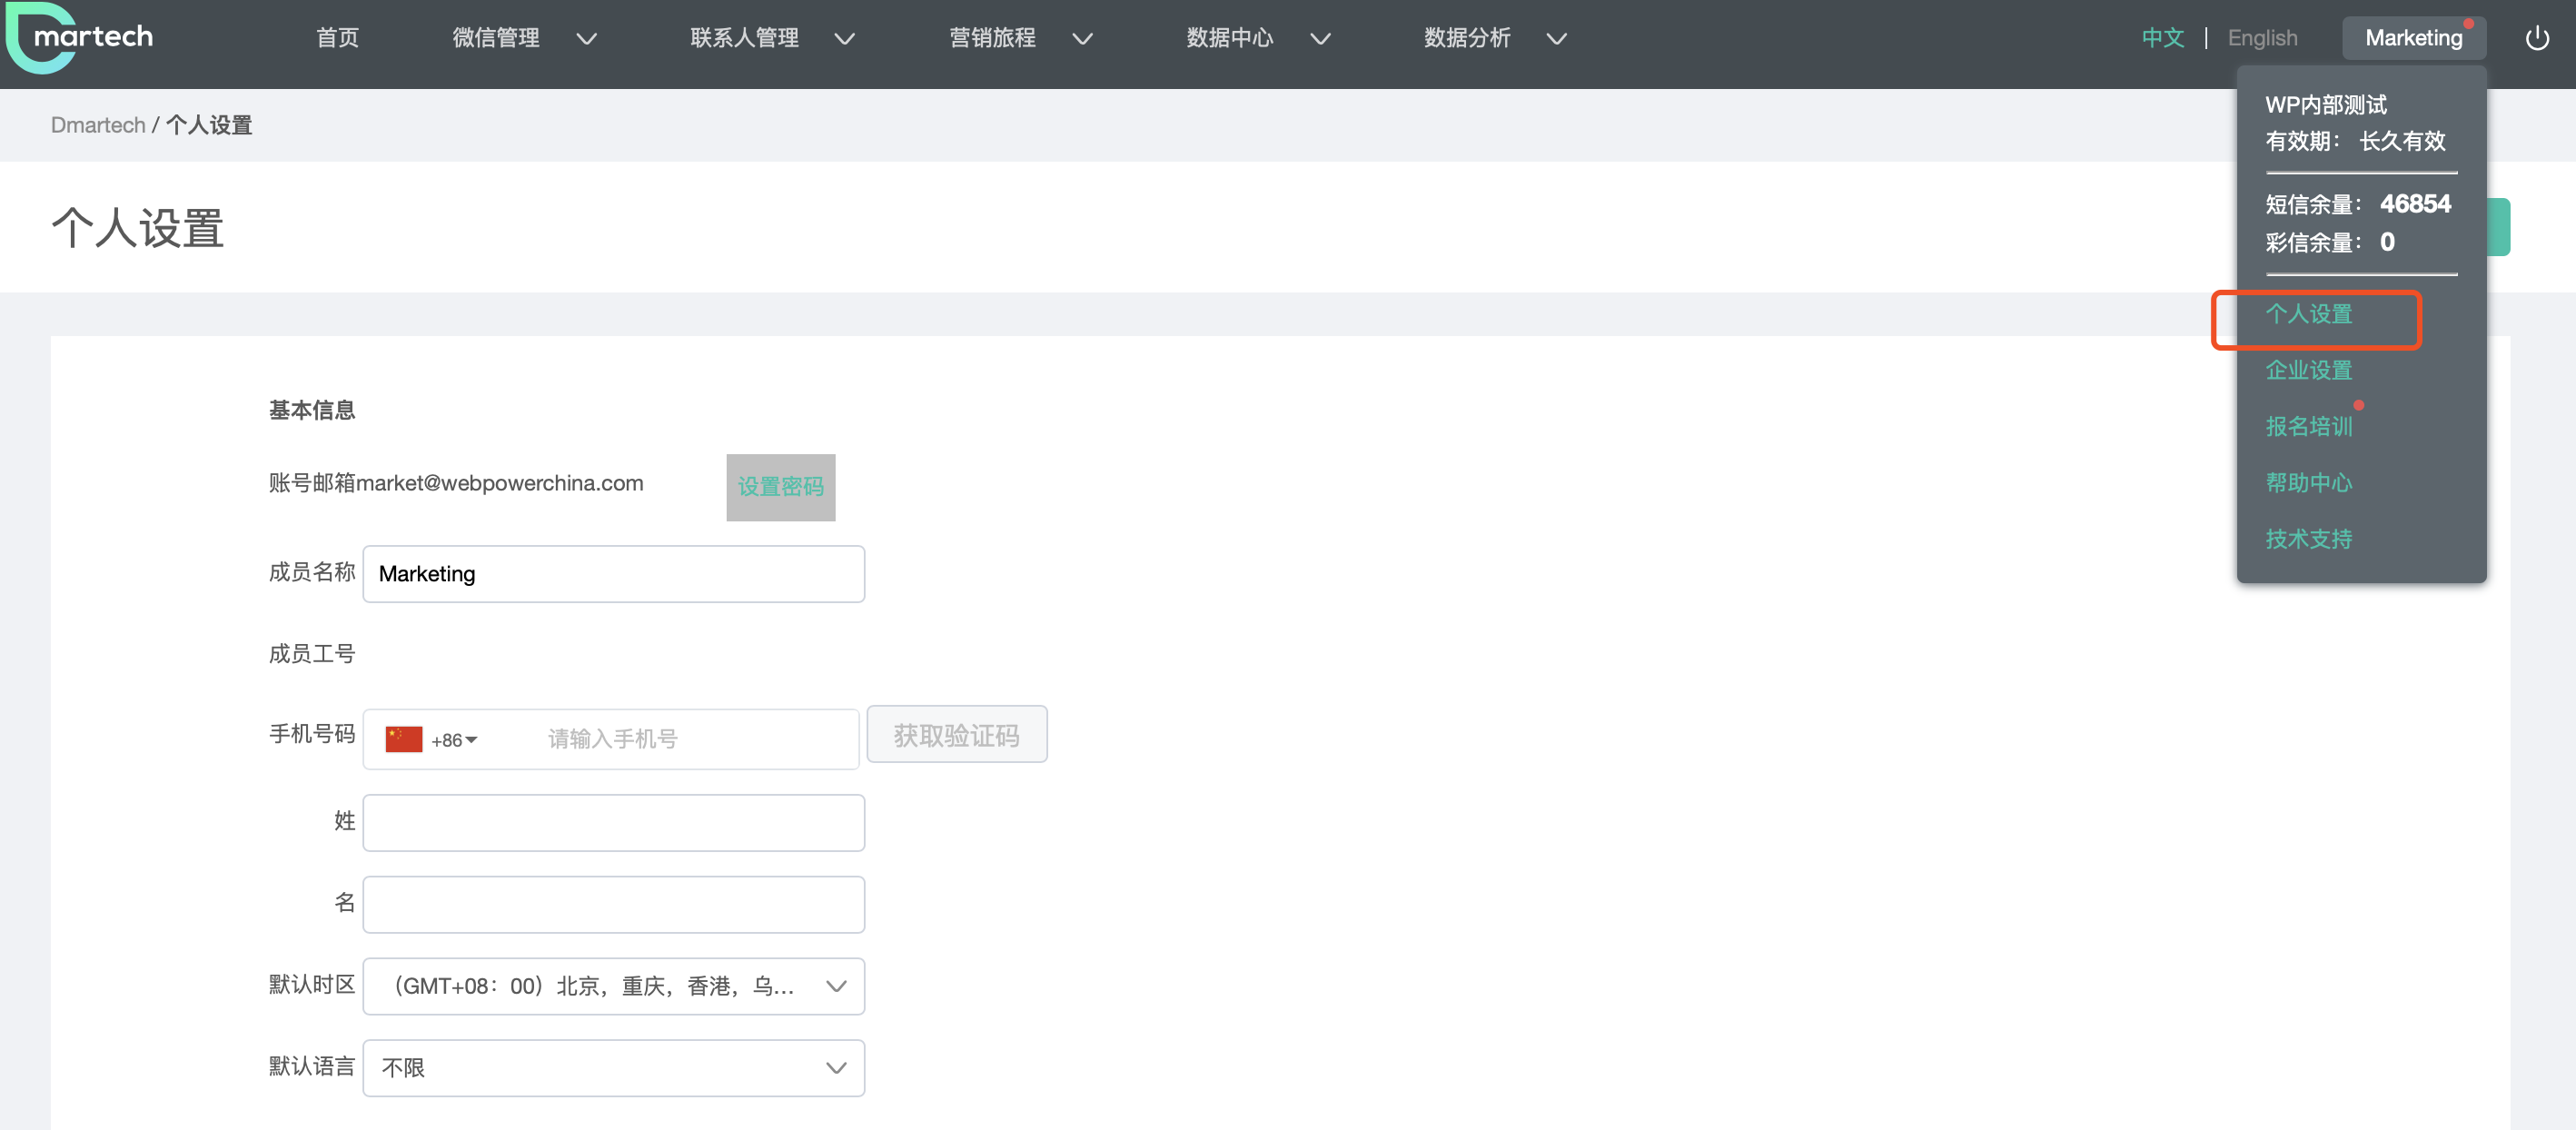 martech
首页
微信管理
联系人管理
营销旅程
数据中心
数据分析
中文 | English
Marketing
Dmartech / 个人设置
WP内部测试
有效期： 长久有效
短信余量： 46854
彩信余量： 0
个人设置
企业设置
报名培训
帮助中心
技术支持
个人设置
基本信息
账号邮箱market@webpowerchina.com
设置密码
成员名称 Marketing
成员工号
手机号码 +86 请输入手机号 获取验证码
姓
名
默认时区 （GMT+08：00）北京，重庆，香港，乌...
默认语言 不限